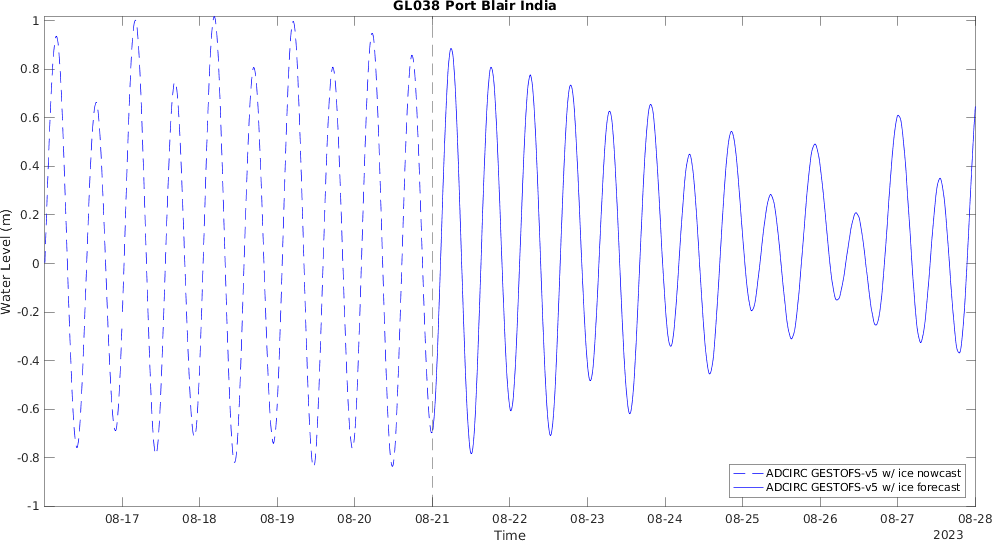 GL038 Port Blair India
1
0.8
0.6
0.4
0.2
0
-0.2
-0.4
-0.6
-0.8
-1
Water Level (m)
ADCIRC GESTOFS-v5 w/ ice nowcast
ADCIRC GESTOFS-v5 w/ ice forecast
08-17 08-18 08-19 08-20 08-21 08-22 08-23 08-24 08-25 08-26 08-27 08-28
Time
2023